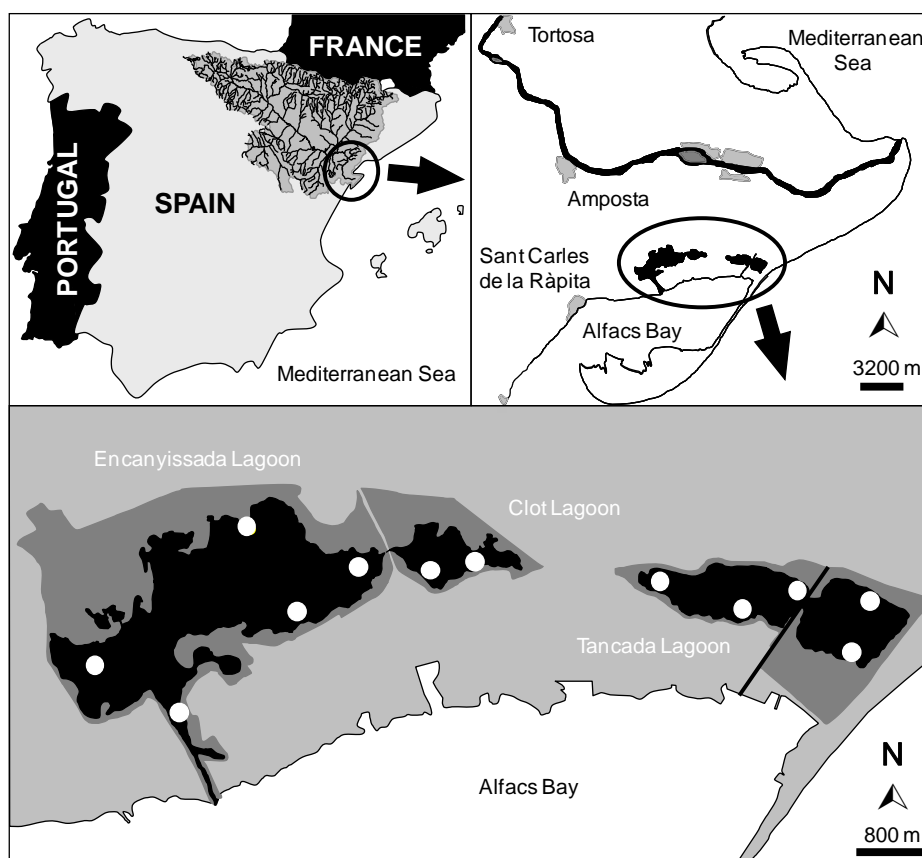 FRANCE
PORTUGAL
SPAIN
Mediterranean Sea
Tortosa
Mediterranean
Sea
Amposta
Sant Carles
de la Ràpita
Alfacs Bay
N
3200 m
Encanyissada Lagoon
Clot Lagoon
Tancada Lagoon
Alfacs Bay
N
800 m